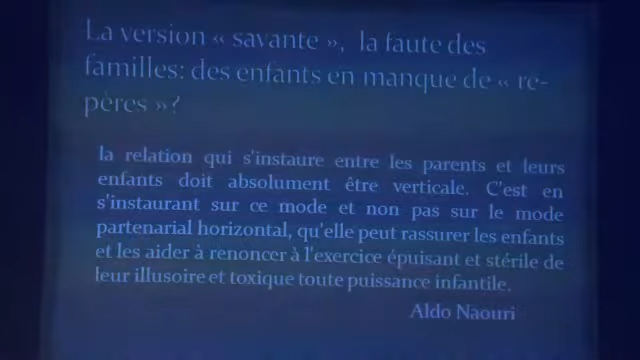 La version « savante », la faute des
familles: des enfants en manque de « re-
pères »?
la relation qui s'instaure entre les parents et leurs
enfants doit absolument être verticale. C'est en
s'instaurant sur ce mode et non pas sur le mode
partenarial horizontal, qu'elle peut rassurer les enfants
et les aider à renoncer à l'exercice épuisant et stérile de
leur illusoire et toxique toute puissance infantile.
Aldo Naouri